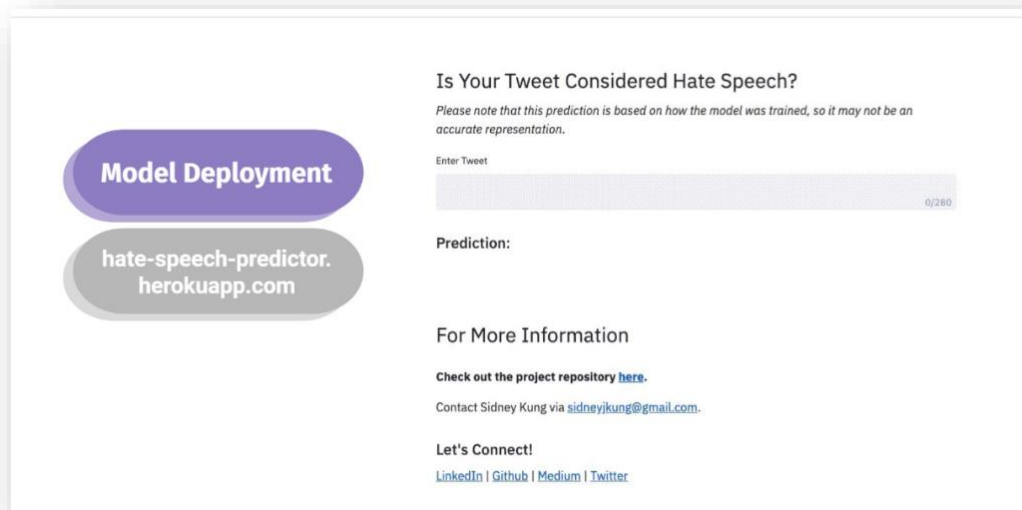 Model Deployment
hate-speech-predictor.
herokuapp.com
Is Your Tweet Considered Hate Speech?
Please note that this prediction is based on how the model was trained, so it may not be an
accurate representation.
Enter Tweet
0/280
Prediction:
For More Information
Check out the project repository here.
Contact Sidney Kung via sidneyjkung@gmail.com.
Let's Connect!
LinkedIn | Github | Medium | Twitter